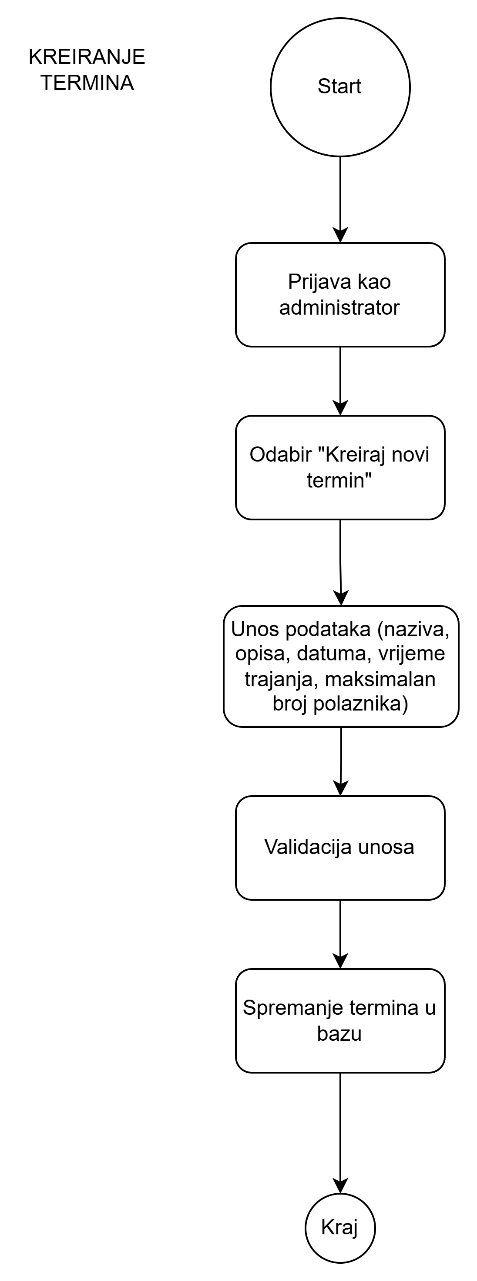 KREIRANJE
TERMINA
Start
Prijava kao
administrator
Odabir "Kreiraj novi
termin"
Unos podataka (naziva,
opisa, datuma, vrijeme
trajanja, maksimalan
broj polaznika)
Validacija unosa
Spremanje termina u
bazu
Kraj